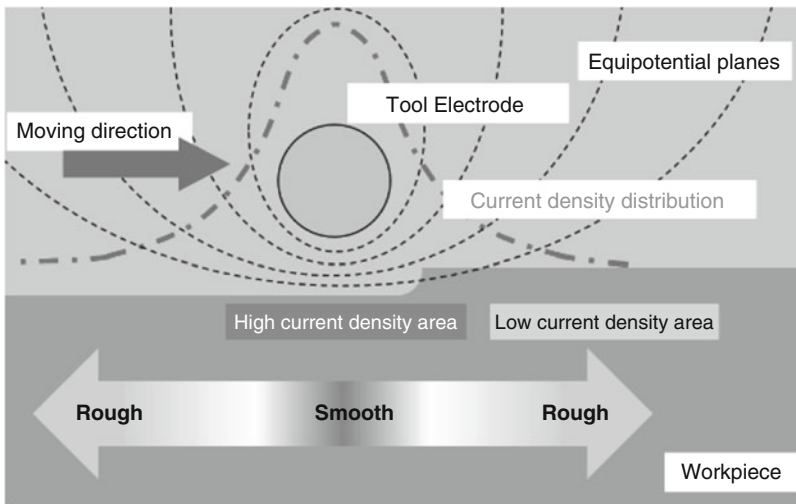 Equipotential planes
Tool Electrode
Moving direction
Current density distribution
High current density area
Low current density area
Rough
Smooth
Rough
Workpiece